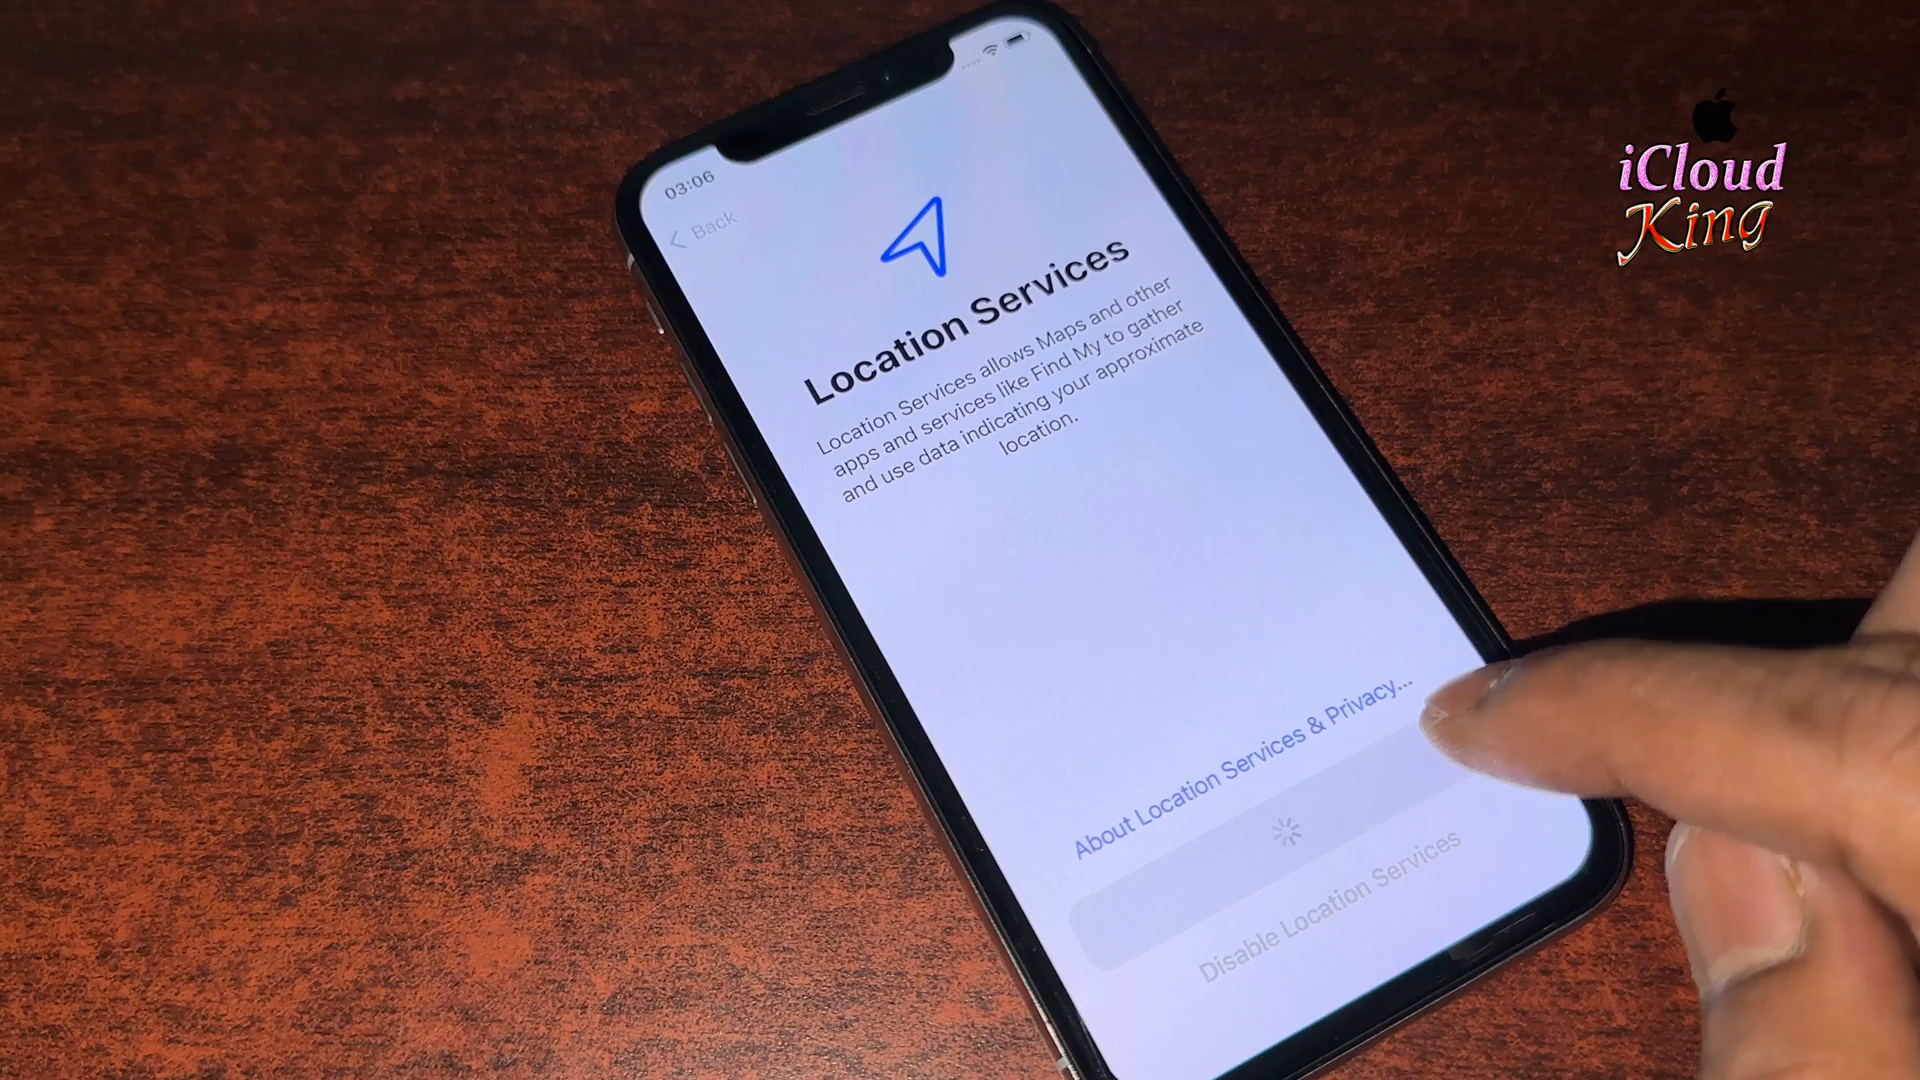 03:06
Back
Location Services
Location Services allows Maps and other
apps and services like Find My to gather
and use data indicating your approximate
location.
About Location Services & Privacy...
Disable Location Services
iCloud
King